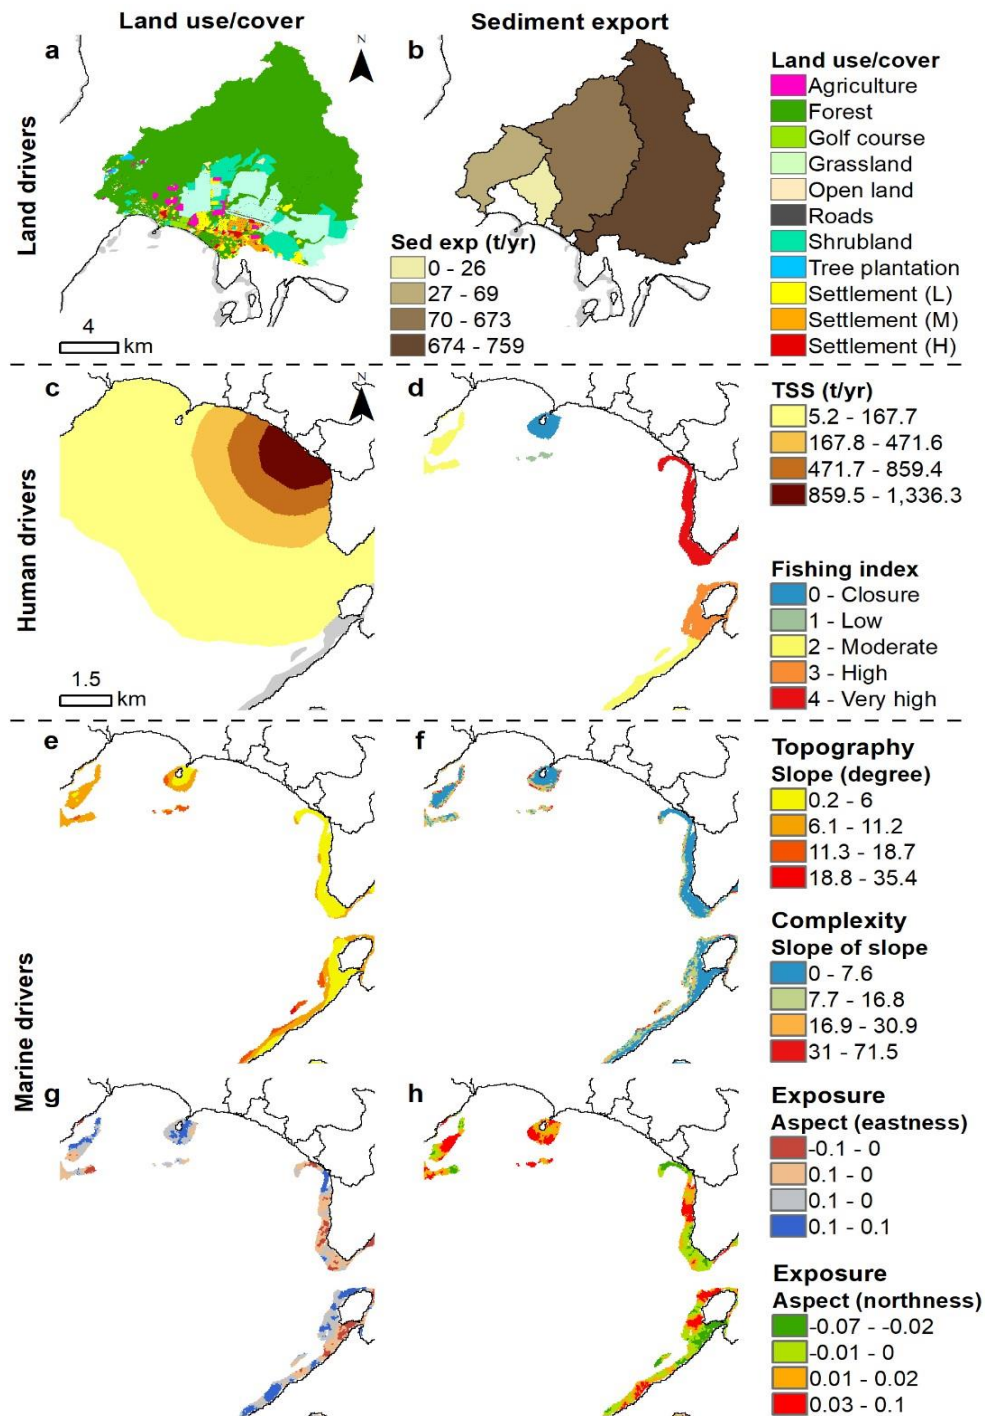 Land use/cover
Sediment export
Land drivers
a
N
b
Land use/cover
Agriculture
Forest
Golf course
Grassland
Open land
Roads
Shrubland
Tree plantation
Settlement (L)
Settlement (M)
Settlement (H)
Sed exp (t/yr)
0 - 26
27 - 69
70 - 673
674 - 759
4
km
Human drivers
c
N
d
TSS (t/yr)
5.2 - 167.7
167.8 - 471.6
471.7 - 859.4
859.5 - 1,336.3
Fishing index
0 - Closure
1 - Low
2 - Moderate
3 - High
4 - Very high
1.5
km
Marine drivers
e
f
Topography
Slope (degree)
0.2 - 6
6.1 - 11.2
11.3 - 18.7
18.8 - 35.4
Complexity
Slope of slope
0 - 7.6
7.7 - 16.8
16.9 - 30.9
31 - 71.5
g
h
Exposure
Aspect (eastness)
-0.1 - 0
0.1 - 0
0.1 - 0
0.1 - 0.1
Exposure
Aspect (northness)
-0.07 - -0.02
-0.01 - 0
0.01 - 0.02
0.03 - 0.1